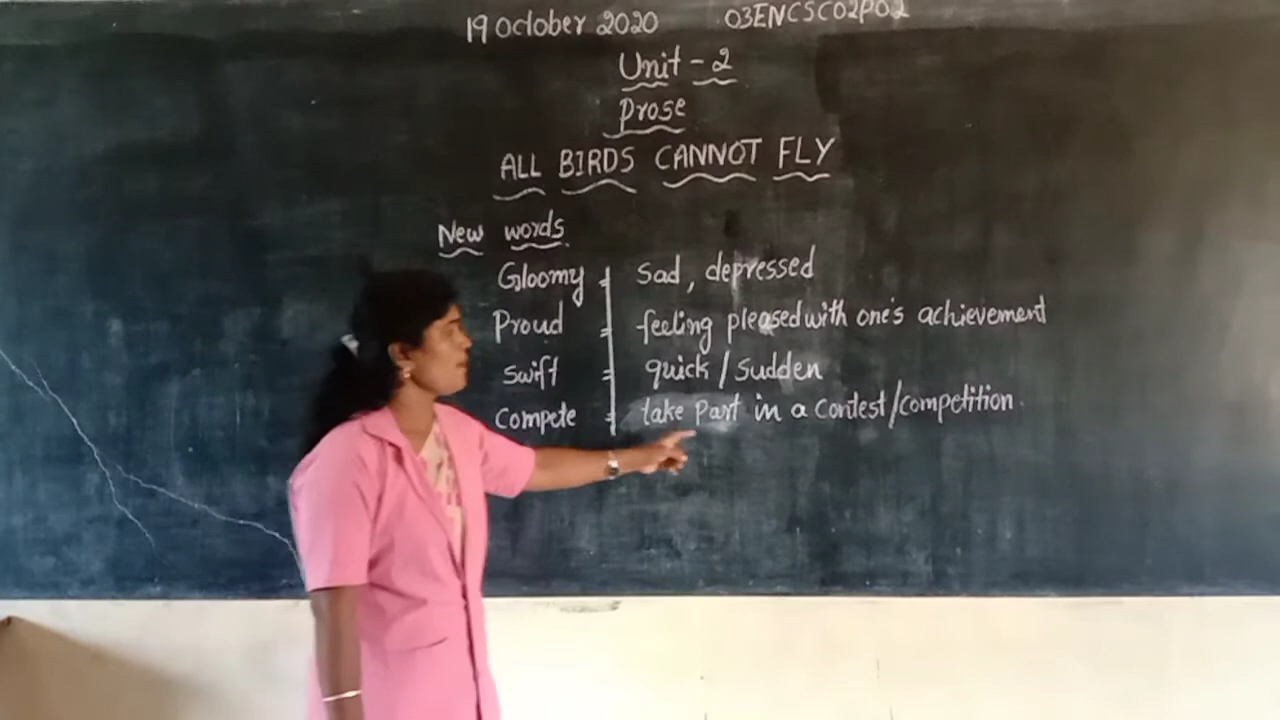 19 October 2020 03ENCSC02P02
Unit - 2
Prose
ALL BIRDS CANNOT FLY
New words
Gloomy = Sad, depressed
Proud = feeling pleased with one's achievement
Swift = quick / Sudden
Compete = take part in a Contest/competition.